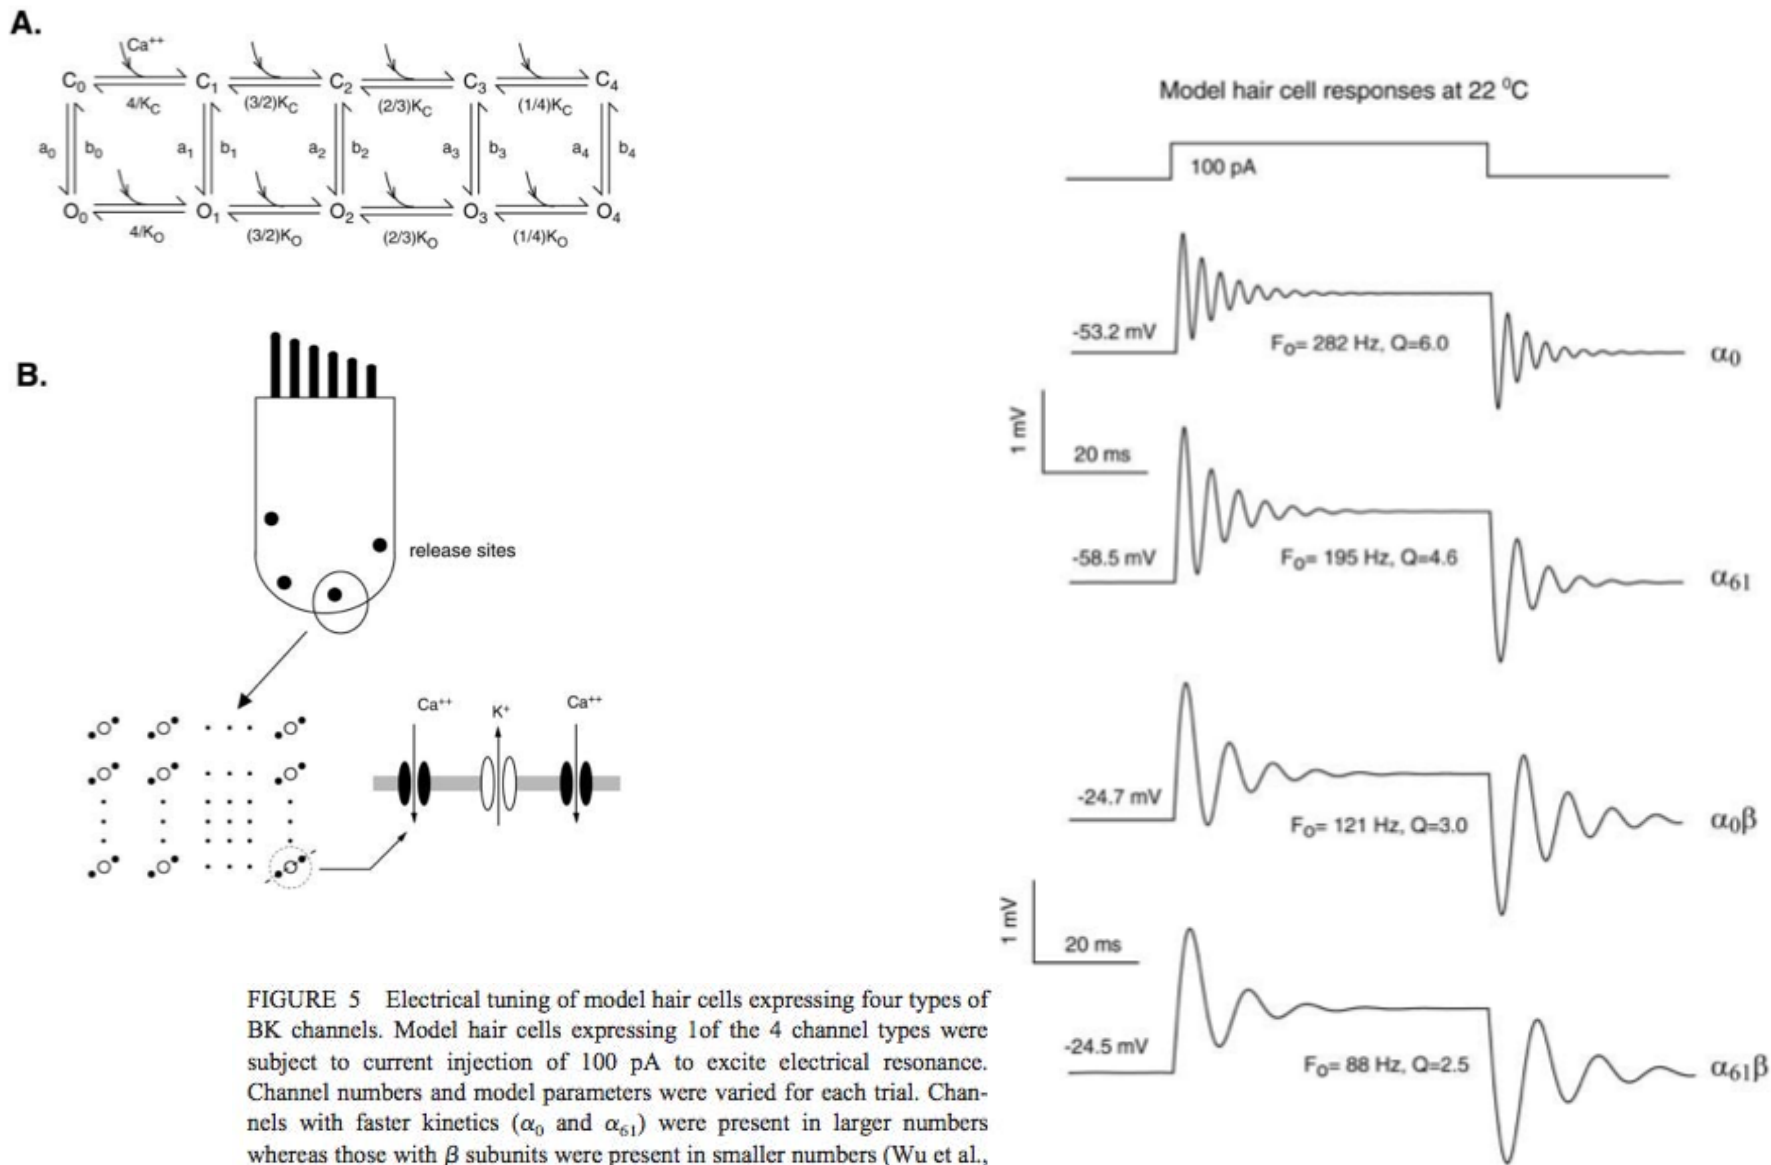 A.
Ca++
C0 C1 C2 C3 C4
4/KC (3/2)KC (2/3)KC (1/4)KC
a0 b0 a1 b1 a2 b2 a3 b3 a4 b4
O0 O1 O2 O3 O4
4/KO (3/2)KO (2/3)KO (1/4)KO
B.
release sites
Ca++ K+ Ca++
FIGURE 5 Electrical tuning of model hair cells expressing four types of
BK channels. Model hair cells expressing 1of the 4 channel types were
subject to current injection of 100 pA to excite electrical resonance.
Channel numbers and model parameters were varied for each trial. Chan-
nels with faster kinetics (α0 and α61) were present in larger numbers
whereas those with β subunits were present in smaller numbers (Wu et al.,
Model hair cell responses at 22 0C
100 pA
-53.2 mV
FO= 282 Hz, Q=6.0
α0
1 mV
20 ms
-58.5 mV
FO= 195 Hz, Q=4.6
α61
-24.7 mV
FO= 121 Hz, Q=3.0
α0β
1 mV
20 ms
-24.5 mV
FO= 88 Hz, Q=2.5
α61β